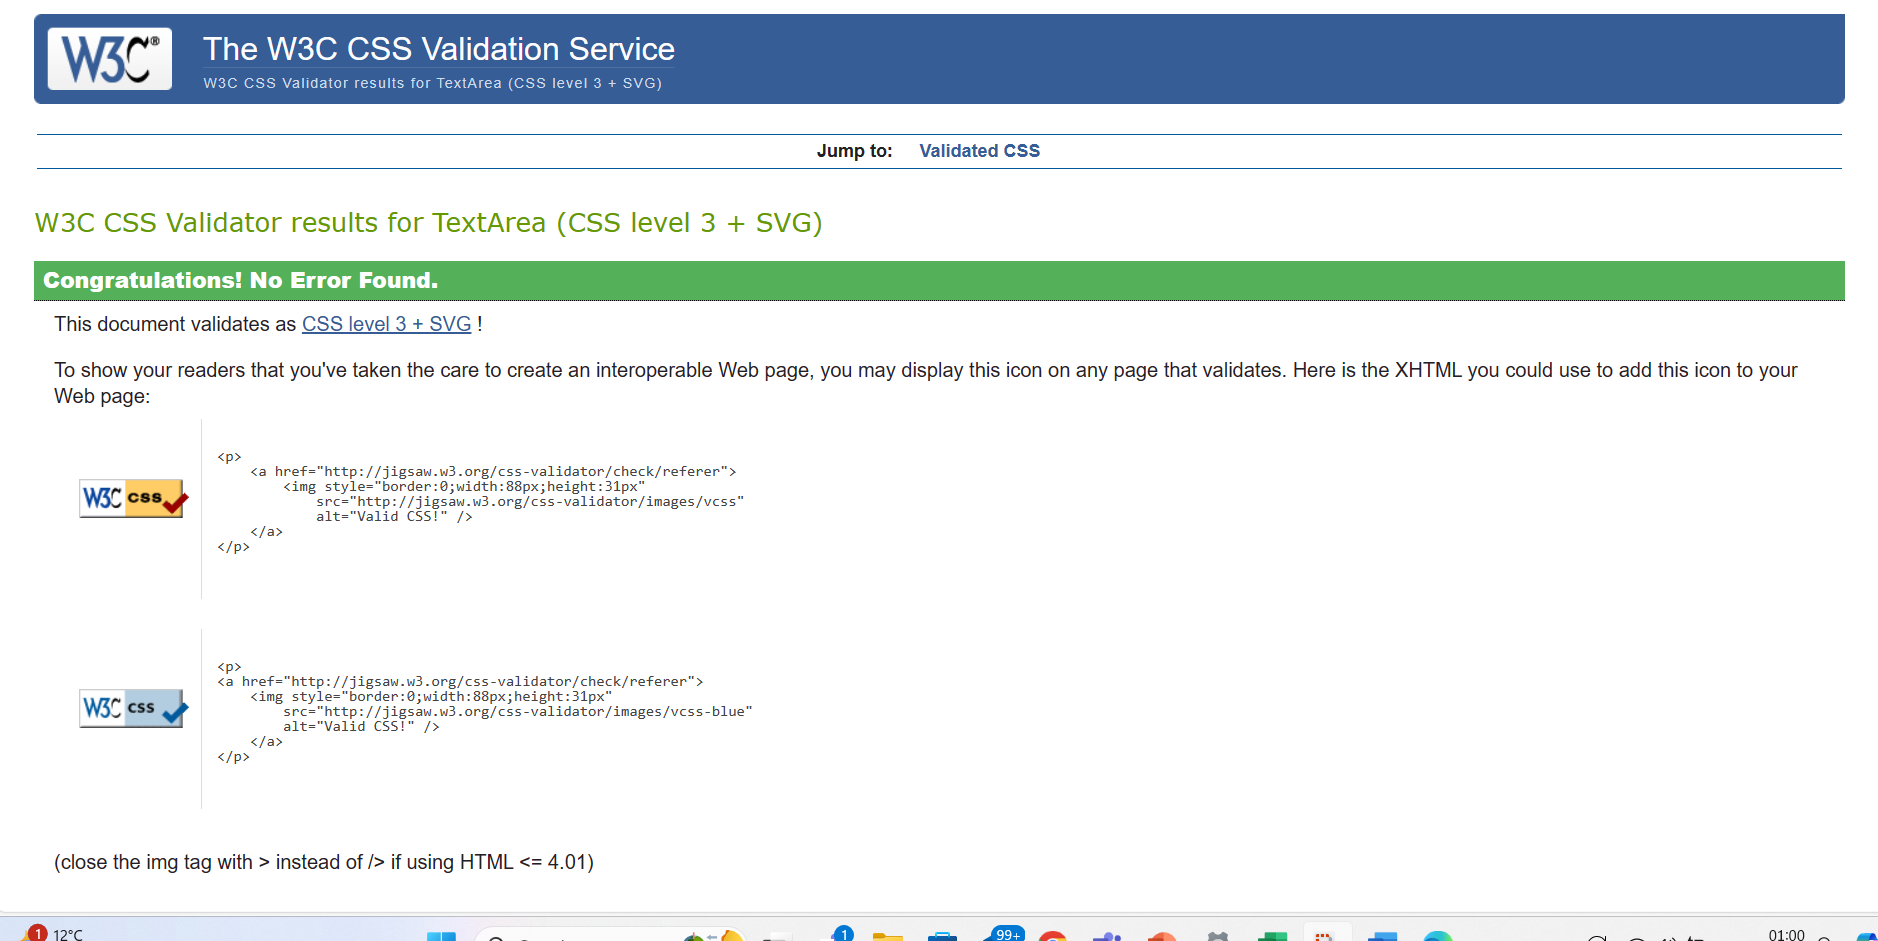 W3C®
The W3C CSS Validation Service
W3C CSS Validator results for TextArea (CSS level 3 + SVG)
Jump to: Validated CSS
W3C CSS Validator results for TextArea (CSS level 3 + SVG)
Congratulations! No Error Found.
This document validates as CSS level 3 + SVG !
To show your readers that you've taken the care to create an interoperable Web page, you may display this icon on any page that validates. Here is the XHTML you could use to add this icon to your
Web page:
W3C css
<p>
<a href="http://jigsaw.w3.org/css-validator/check/referer">
<img style="border:0;width:88px;height:31px"
src="http://jigsaw.w3.org/css-validator/images/vcss"
alt="Valid CSS!" />
</a>
</p>
W3C css
<p>
<a href="http://jigsaw.w3.org/css-validator/check/referer">
<img style="border:0;width:88px;height:31px"
src="http://jigsaw.w3.org/css-validator/images/vcss-blue"
alt="Valid CSS!" />
</a>
</p>
(close the img tag with > instead of /> if using HTML <= 4.01)
1 12°C 1 99+ 01:00